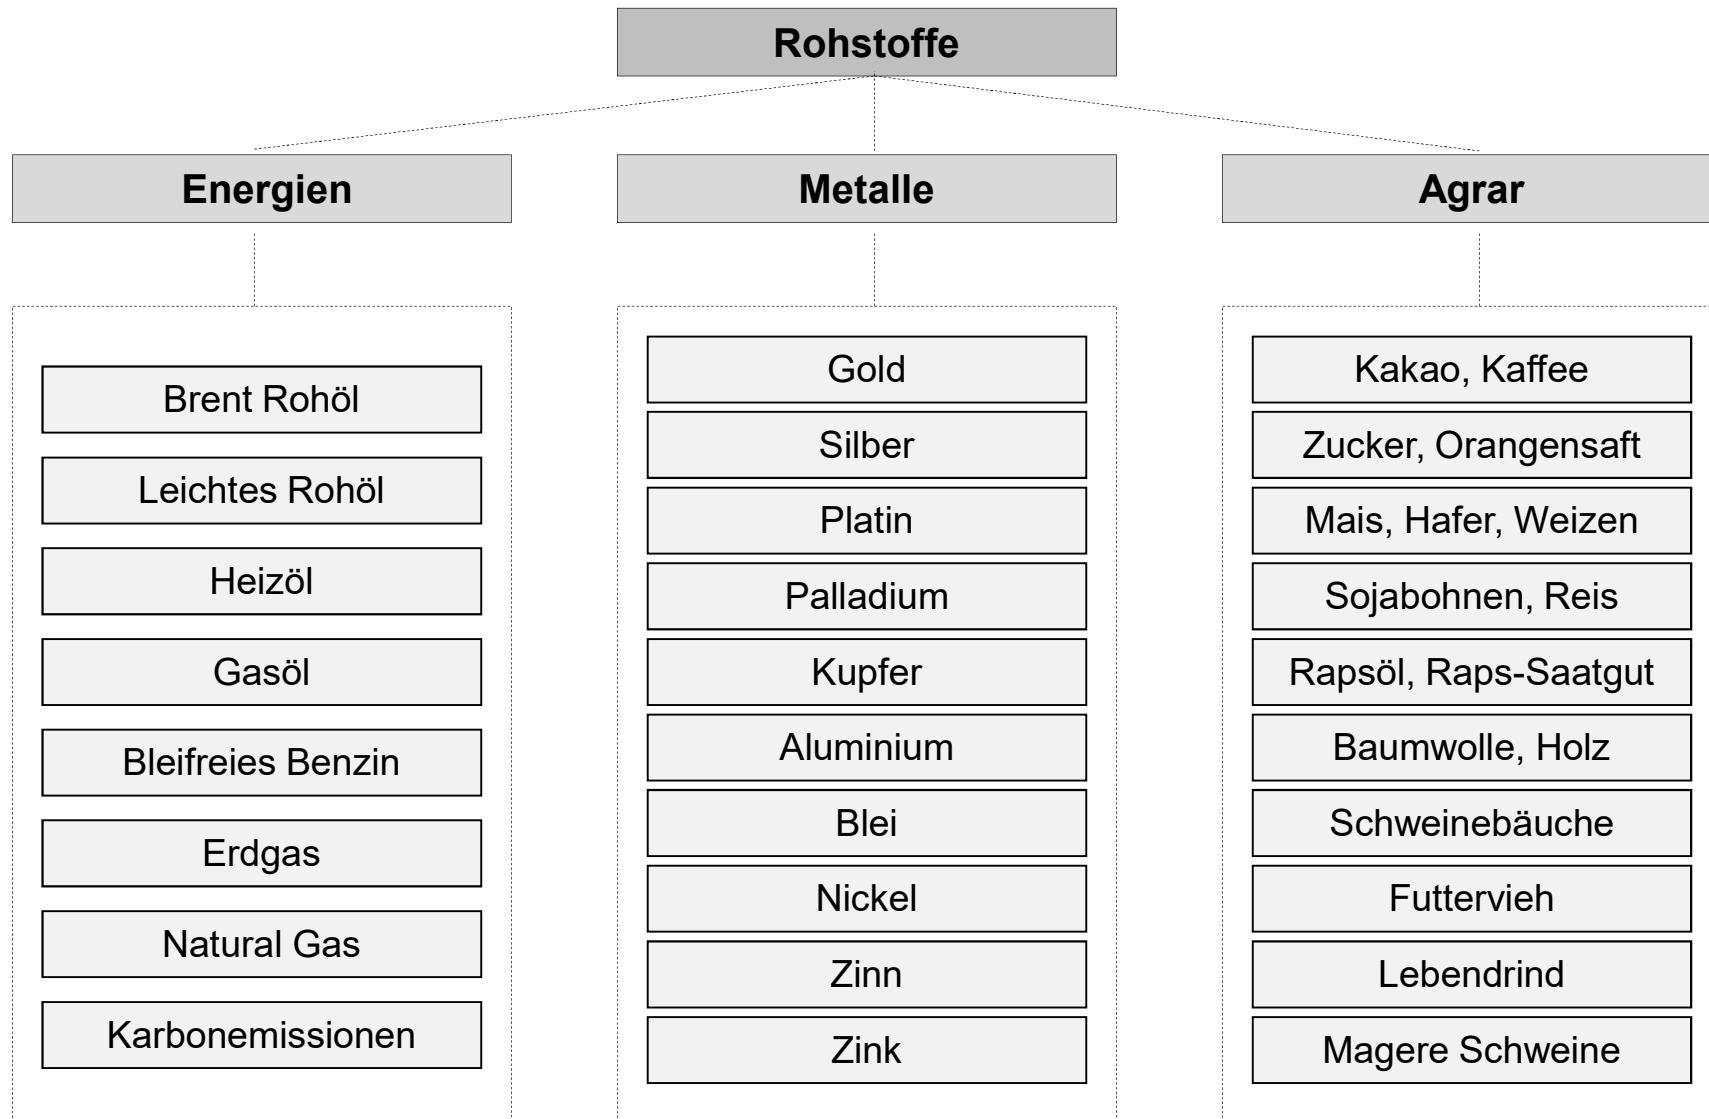 Rohstoffe
Energien
Metalle
Agrar
Brent Rohöl
Leichtes Rohöl
Heizöl
Gasöl
Bleifreies Benzin
Erdgas
Natural Gas
Karbonemissionen
Gold
Silber
Platin
Palladium
Kupfer
Aluminium
Blei
Nickel
Zinn
Zink
Kakao, Kaffee
Zucker, Orangensaft
Mais, Hafer, Weizen
Sojabohnen, Reis
Rapsöl, Raps-Saatgut
Baumwolle, Holz
Schweinebäuche
Futtervieh
Lebendrind
Magere Schweine